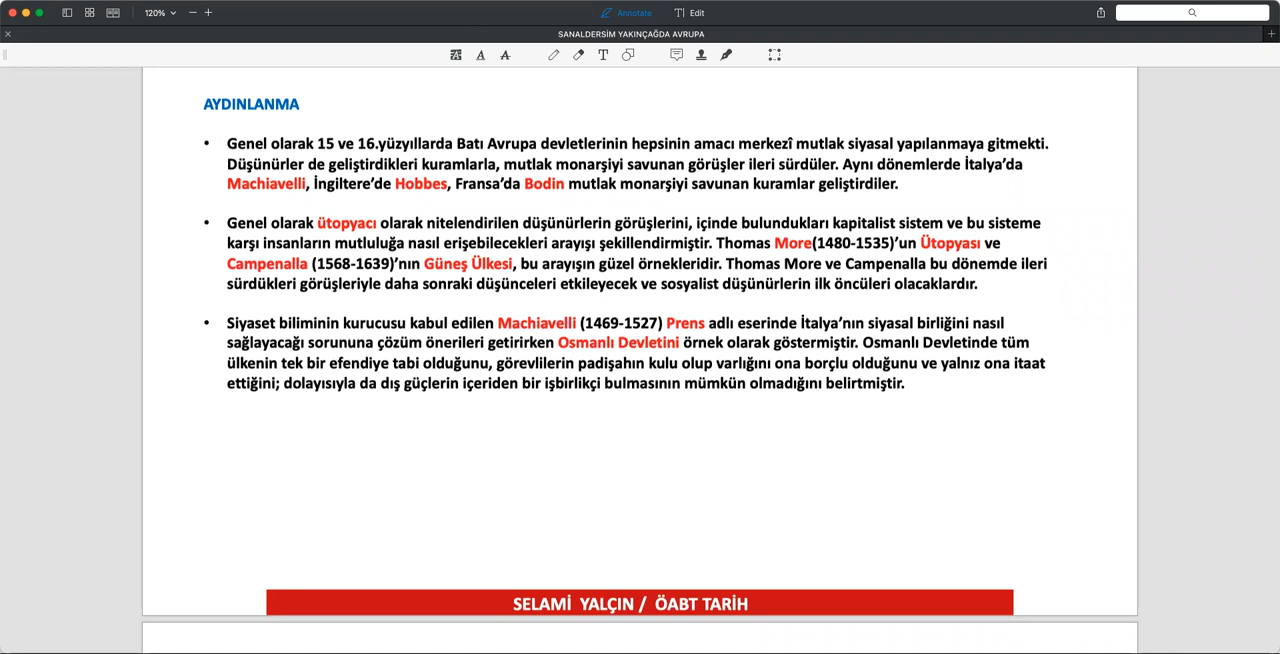 120%
Annotate
Edit
SANALDERSİM YAKINÇAĞDA AVRUPA
AYDINLANMA
• Genel olarak 15 ve 16.yüzyıllarda Batı Avrupa devletlerinin hepsinin amacı merkezî mutlak siyasal yapılanmaya gitmekti.
Düşünürler de geliştirdikleri kuramlarla, mutlak monarşiyi savunan görüşler ileri sürdüler. Aynı dönemlerde İtalya’da
Machiavelli, İngiltere’de Hobbes, Fransa’da Bodin mutlak monarşiyi savunan kuramlar geliştirdiler.
• Genel olarak ütopyacı olarak nitelendirilen düşünürlerin görüşlerini, içinde bulundukları kapitalist sistem ve bu sisteme
karşı insanların mutluluğa nasıl erişebilecekleri arayışı şekillendirmiştir. Thomas More(1480-1535)’un Ütopyası ve
Campenalla (1568-1639)’nın Güneş Ülkesi, bu arayışın güzel örnekleridir. Thomas More ve Campenalla bu dönemde ileri
sürdükleri görüşleriyle daha sonraki düşünceleri etkileyecek ve sosyalist düşünürlerin ilk öncüleri olacaklardır.
• Siyaset biliminin kurucusu kabul edilen Machiavelli (1469-1527) Prens adlı eserinde İtalya’nın siyasal birliğini nasıl
sağlayacağı sorununa çözüm önerileri getirirken Osmanlı Devletini örnek olarak göstermiştir. Osmanlı Devletinde tüm
ülkenin tek bir efendiye tabi olduğunu, görevlilerin padişahın kulu olup varlığını ona borçlu olduğunu ve yalnız ona itaat
ettiğini; dolayısıyla da dış güçlerin içeriden bir işbirlikçi bulmasının mümkün olmadığını belirtmiştir.
SELAMİ YALÇIN / ÖABT TARİH